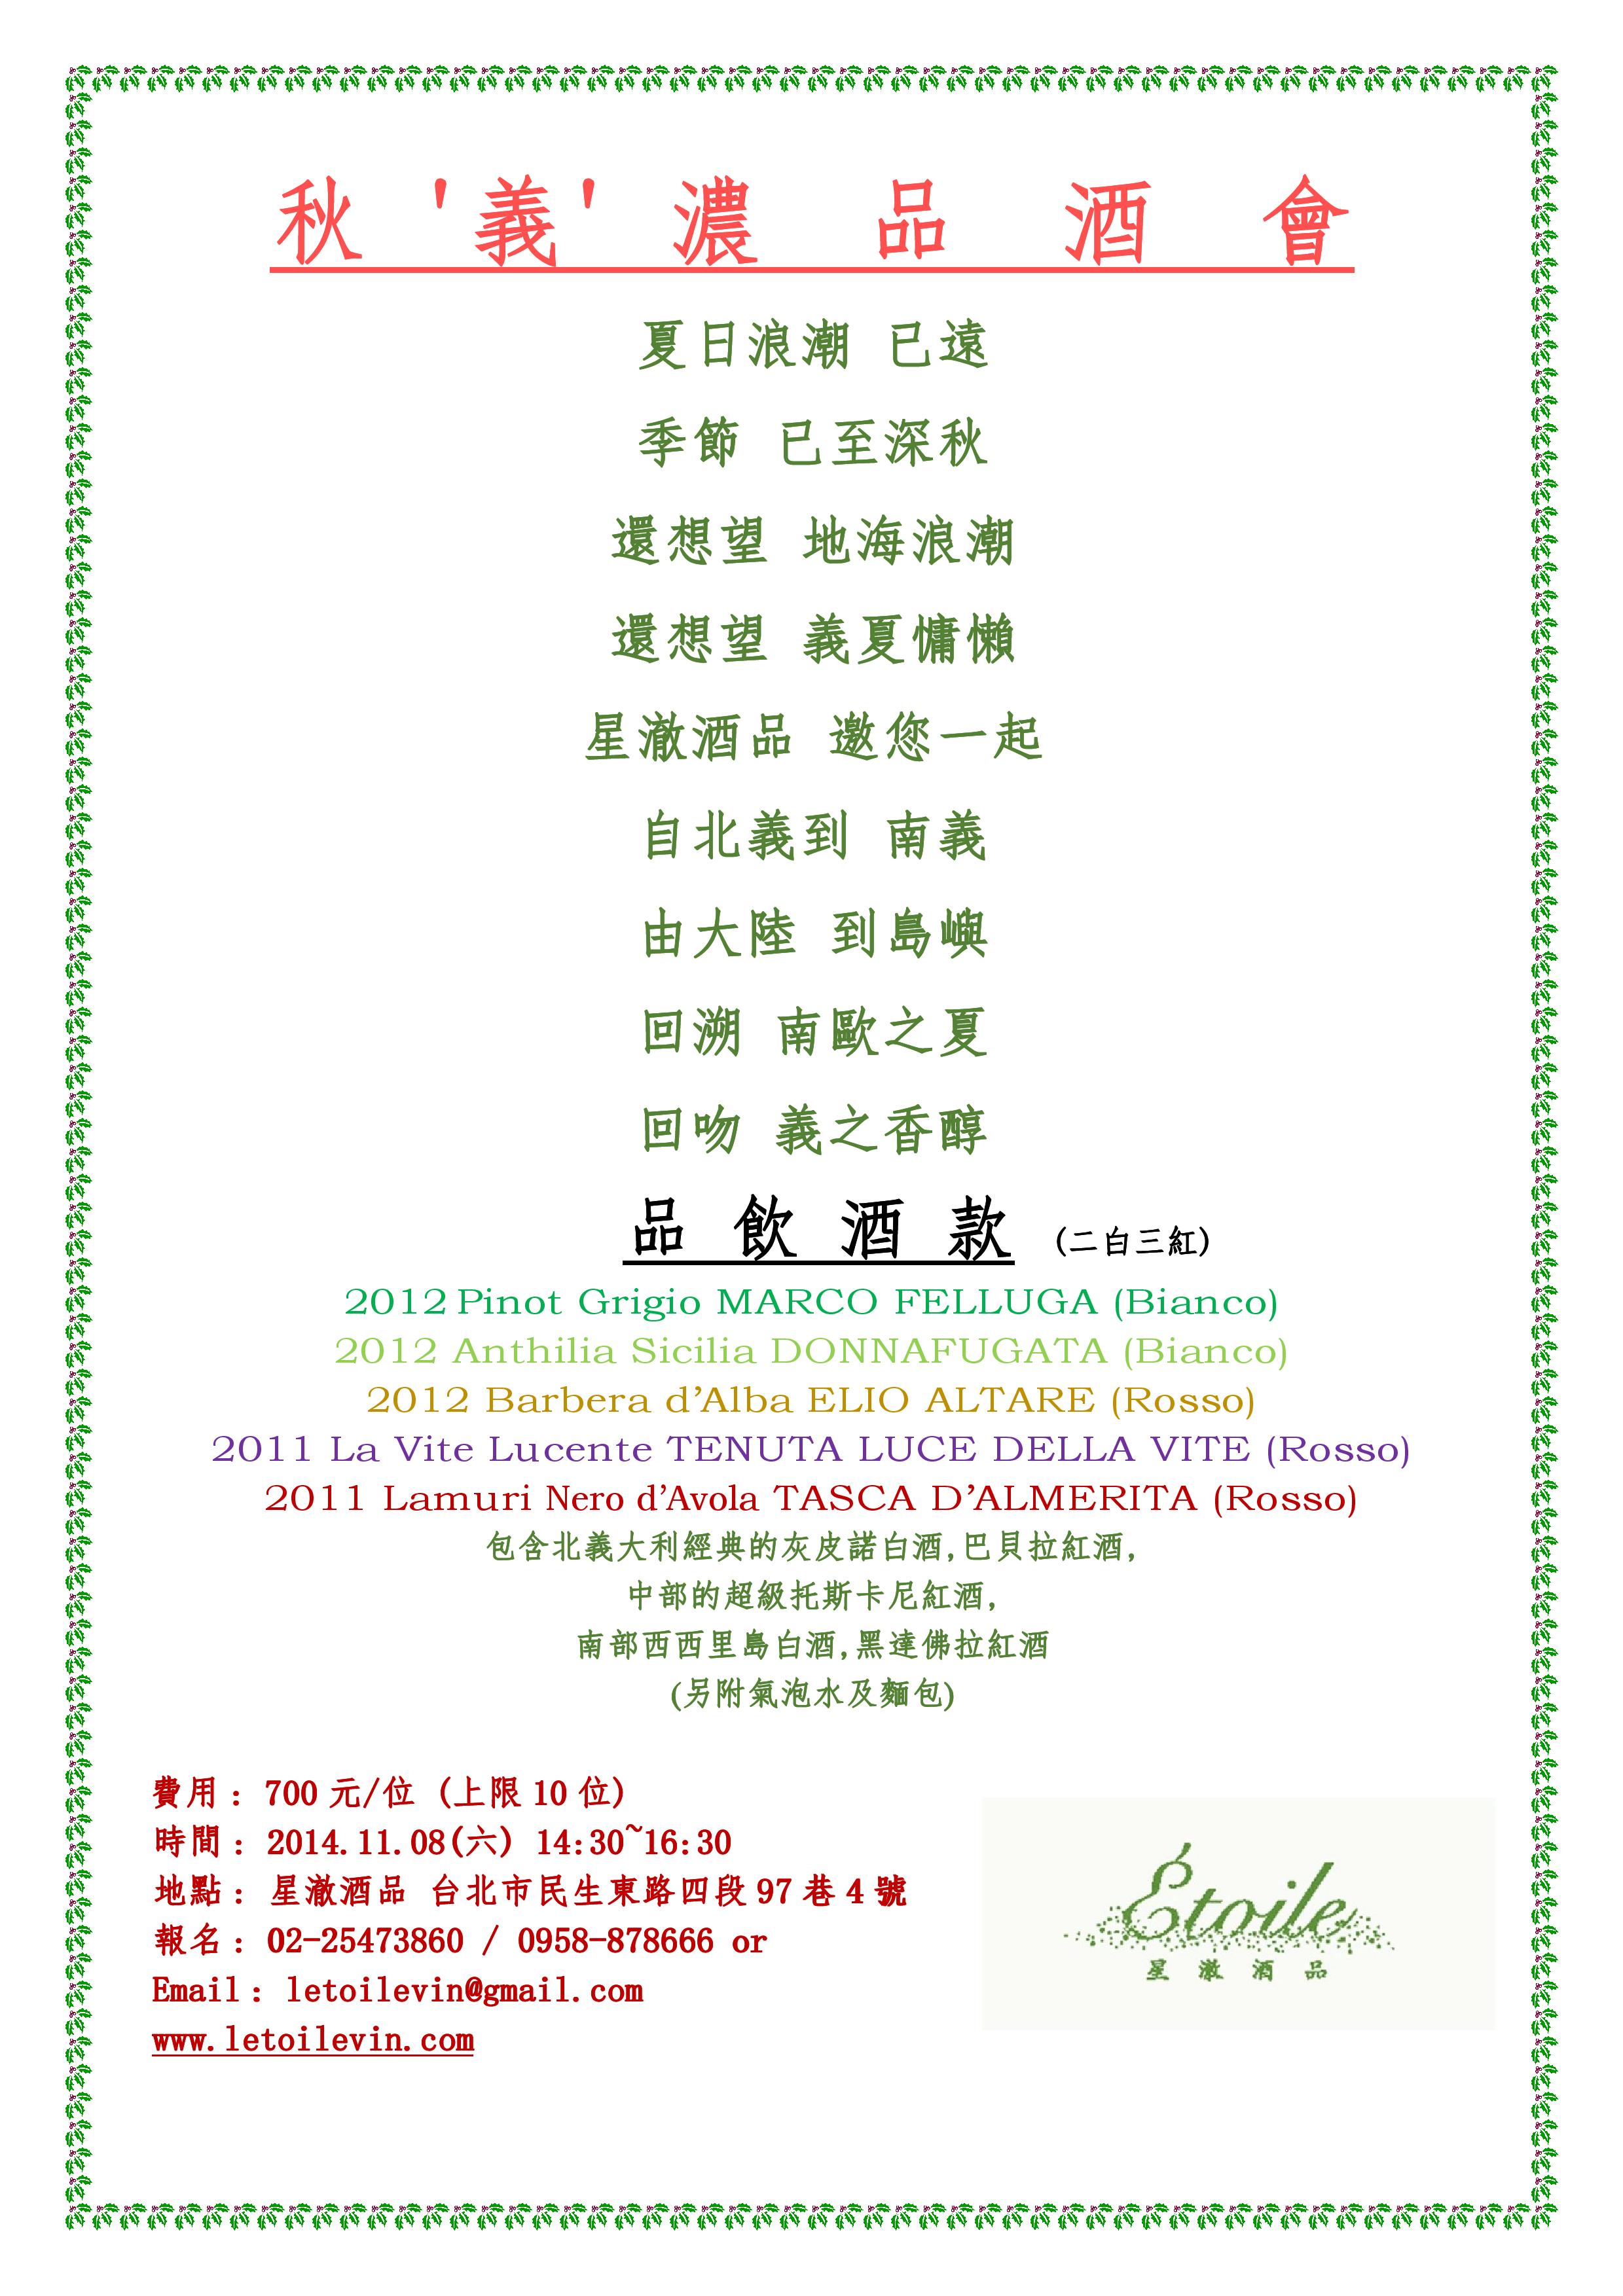 秋 '義' 濃 品 酒 會
夏日浪潮 已遠
季節 已至深秋
還想望 地海浪潮
還想望 義夏慵懶
星澈酒品 邀您一起
自北義到 南義
由大陸 到島嶼
回溯 南歐之夏
回吻 義之香醇
品 飲 酒 款 (二白三紅)
2012 Pinot Grigio MARCO FELLUGA (Bianco)
2012 Anthilia Sicilia DONNAFUGATA (Bianco)
2012 Barbera d’Alba ELIO ALTARE (Rosso)
2011 La Vite Lucente TENUTA LUCE DELLA VITE (Rosso)
2011 Lamuri Nero d’Avola TASCA D’ALMERITA (Rosso)
包含北義大利經典的灰皮諾白酒,巴貝拉紅酒,
中部的超級托斯卡尼紅酒,
南部西西里島白酒,黑達佛拉紅酒
(另附氣泡水及麵包)
費用：700 元/位 (上限 10 位)
時間：2014.11.08(六) 14:30~16:30
地點：星澈酒品 台北市民生東路四段 97 巷 4 號
報名：02-25473860 / 0958-878666 or
Email：letoilevin@gmail.com
www.letoilevin.com
Étoile
星 澈 酒 品